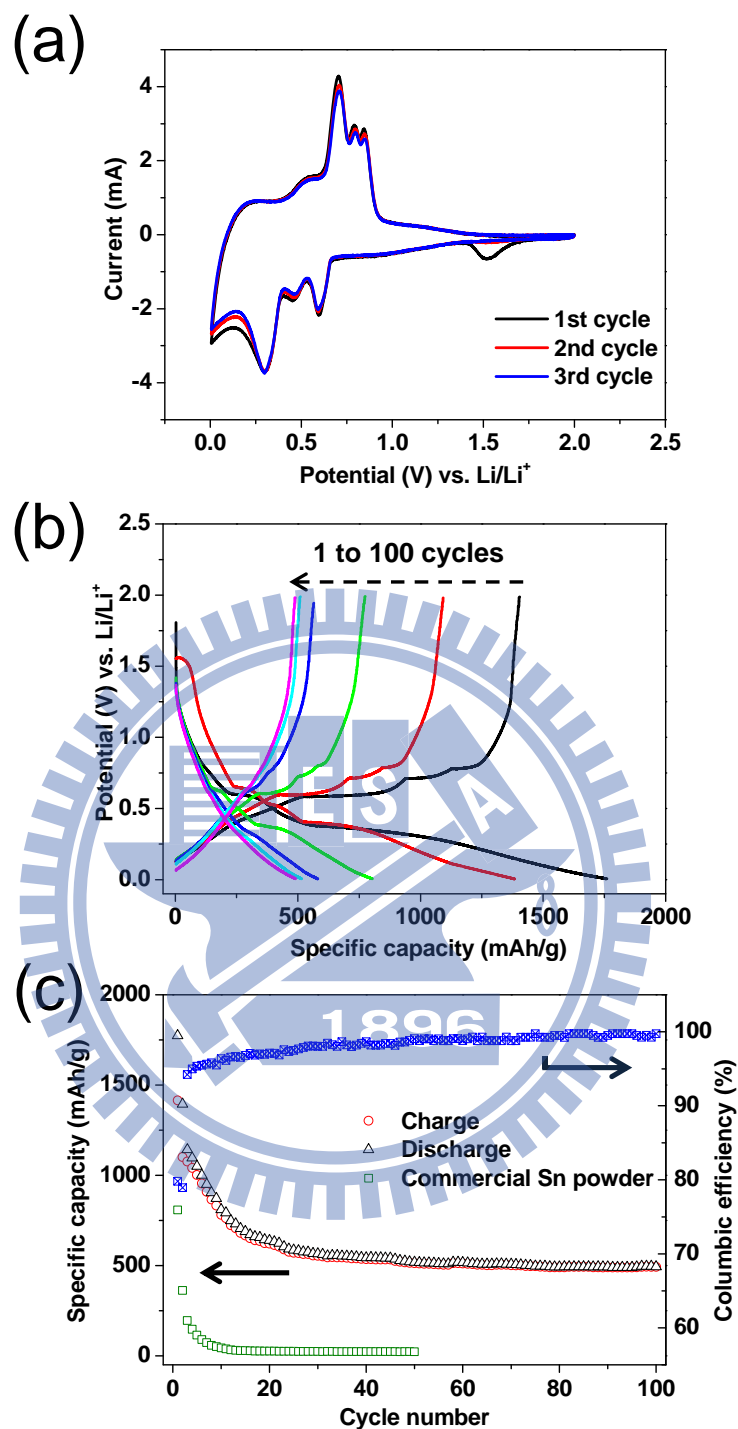 (a)
4
2
0
-2
-4
Current (mA)
1st cycle
2nd cycle
3rd cycle
0.0 0.5 1.0 1.5 2.0 2.5
Potential (V) vs. Li/Li⁺
(b)
2.5
2.0
1.5
1.0
0.5
0.0
Potential (V) vs. Li/Li⁺
1 to 100 cycles
ESA
8
0 500 1000 1500 2000
Specific capacity (mAh/g)
(c)
2000
1500
1000
500
0
Specific capacity (mAh/g)
1896
Charge
Discharge
Commercial Sn powder
100
90
80
70
60
Columbic efficiency (%)
0 20 40 60 80 100
Cycle number